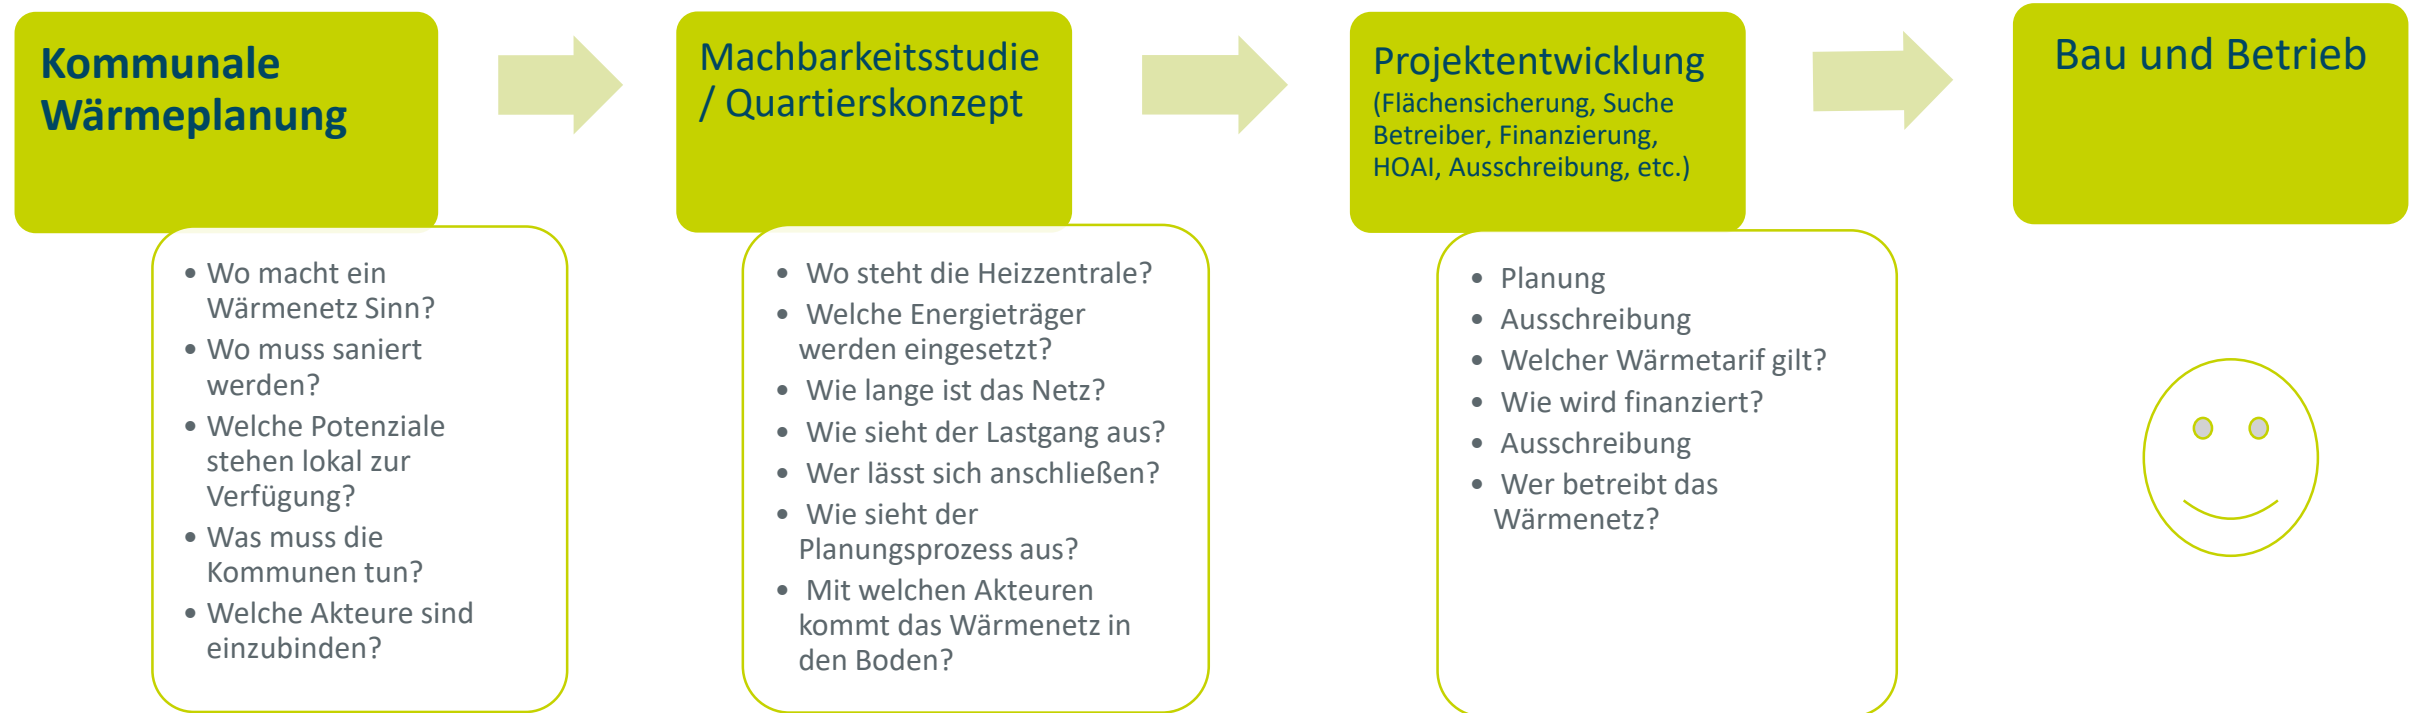 Kommunale
Wärmeplanung
• Wo macht ein
Wärmenetz Sinn?
• Wo muss saniert
werden?
• Welche Potenziale
stehen lokal zur
Verfügung?
• Was muss die
Kommunen tun?
• Welche Akteure sind
einzubinden?
Machbarkeitsstudie
/ Quartierskonzept
• Wo steht die Heizzentrale?
• Welche Energieträger
werden eingesetzt?
• Wie lange ist das Netz?
• Wie sieht der Lastgang aus?
• Wer lässt sich anschließen?
• Wie sieht der
Planungsprozess aus?
• Mit welchen Akteuren
kommt das Wärmenetz in
den Boden?
Projektentwicklung
(Flächensicherung, Suche
Betreiber, Finanzierung,
HOAI, Ausschreibung, etc.)
• Planung
• Ausschreibung
• Welcher Wärmetarif gilt?
• Wie wird finanziert?
• Ausschreibung
• Wer betreibt das
Wärmenetz?
Bau und Betrieb